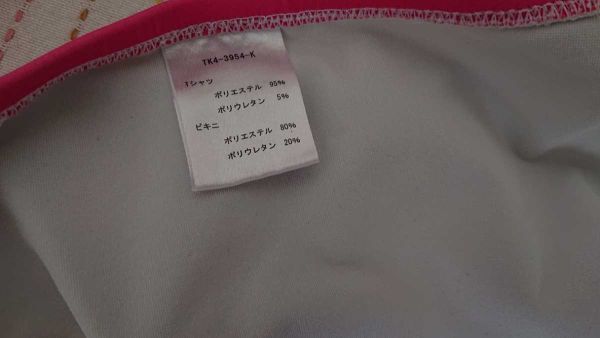 TK4-3954-K
Tシャツ
ポリエステル 95%
ポリウレタン 5%
ビキニ
ポリエステル 80%
ポリウレタン 20%